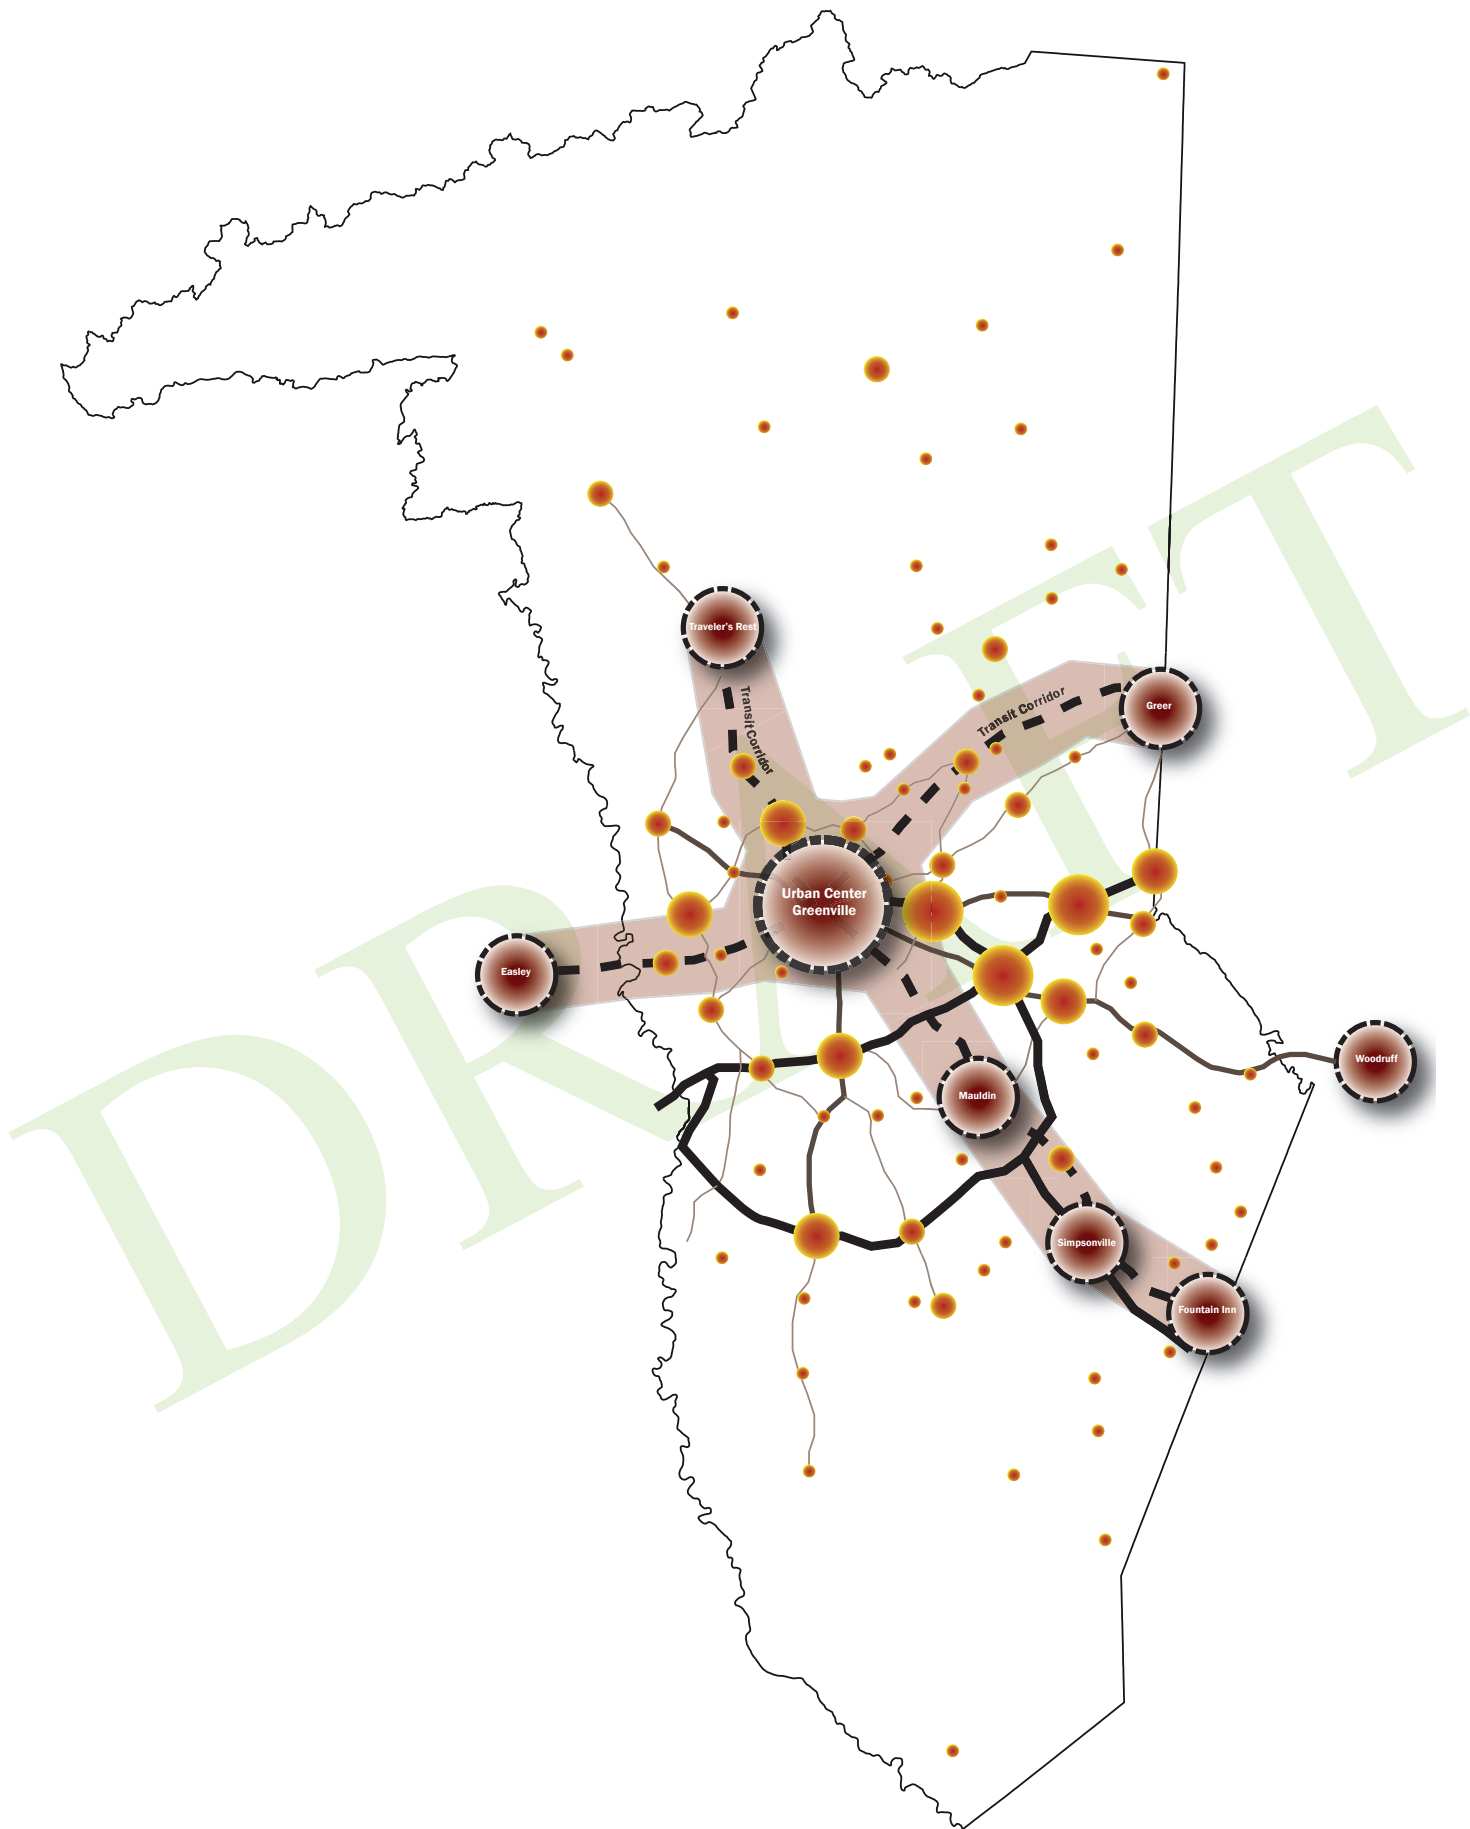 DRAFT
Traveler's Rest
Transit Corridor
Transit Corridor
Greer
Urban Center
Greenville
Easley
Woodruff
Mauldin
Simpsonville
Fountain Inn